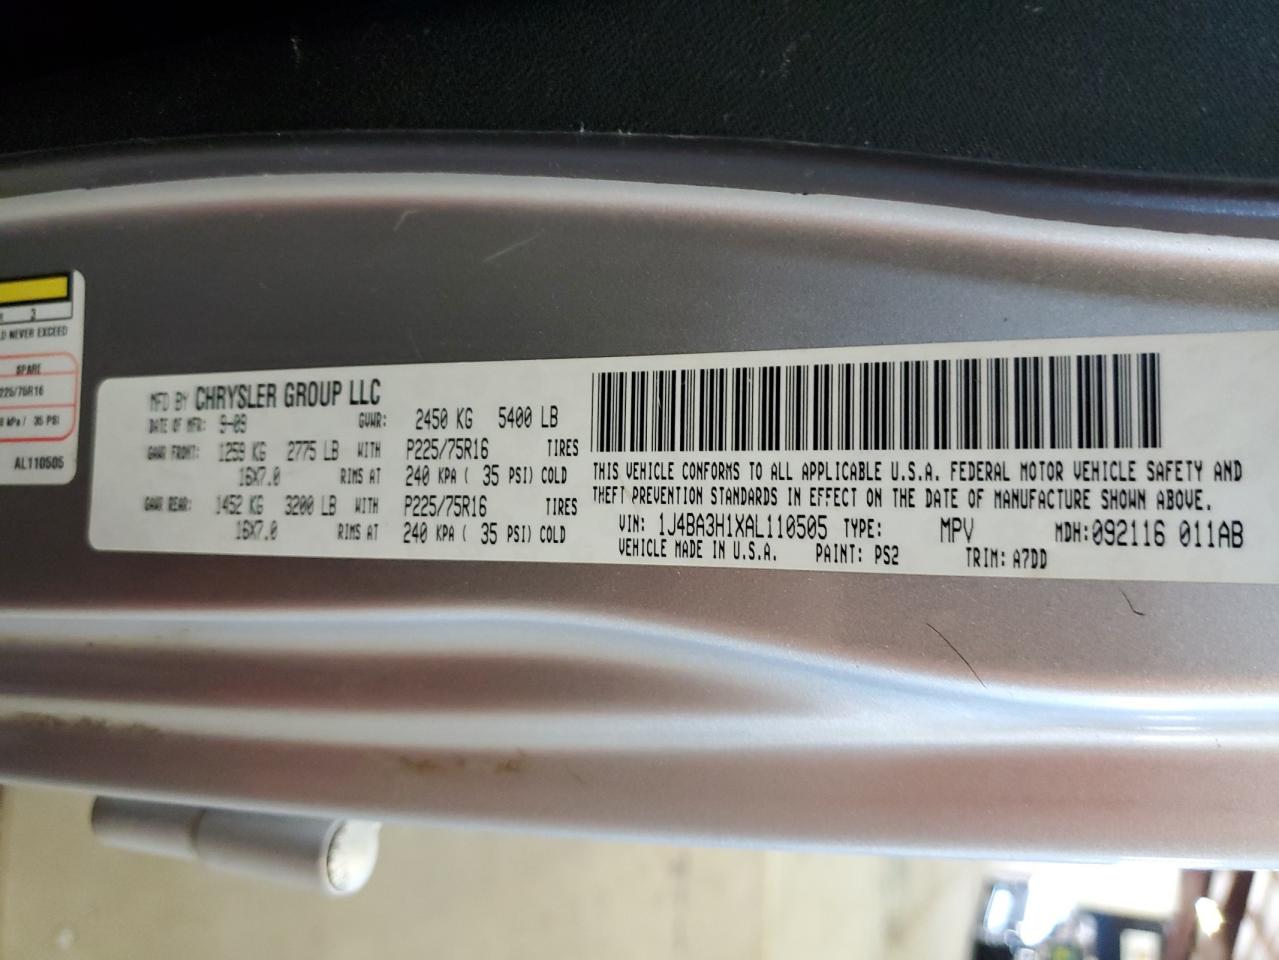 3
LD NEVER EXCEED
SPARE
225/75R16
0 kPa / 35 PSI
AL110505
MFD BY CHRYSLER GROUP LLC
DATE OF MFR: 9-09 GVWR: 2450 KG 5400 LB
GAWR FRONT: 1259 KG 2775 LB WITH P225/75R16 TIRES
16X7.0 RIMS AT 240 KPA ( 35 PSI) COLD
GAWR REAR: 1452 KG 3200 LB WITH P225/75R16 TIRES
16X7.0 RIMS AT 240 KPA ( 35 PSI) COLD
THIS VEHICLE CONFORMS TO ALL APPLICABLE U.S.A. FEDERAL MOTOR VEHICLE SAFETY AND
THEFT PREVENTION STANDARDS IN EFFECT ON THE DATE OF MANUFACTURE SHOWN ABOVE.
VIN: 1J4BA3H1XAL110505 TYPE: MPV MDH:092116 011AB
VEHICLE MADE IN U.S.A. PAINT: PS2 TRIM: A7DD